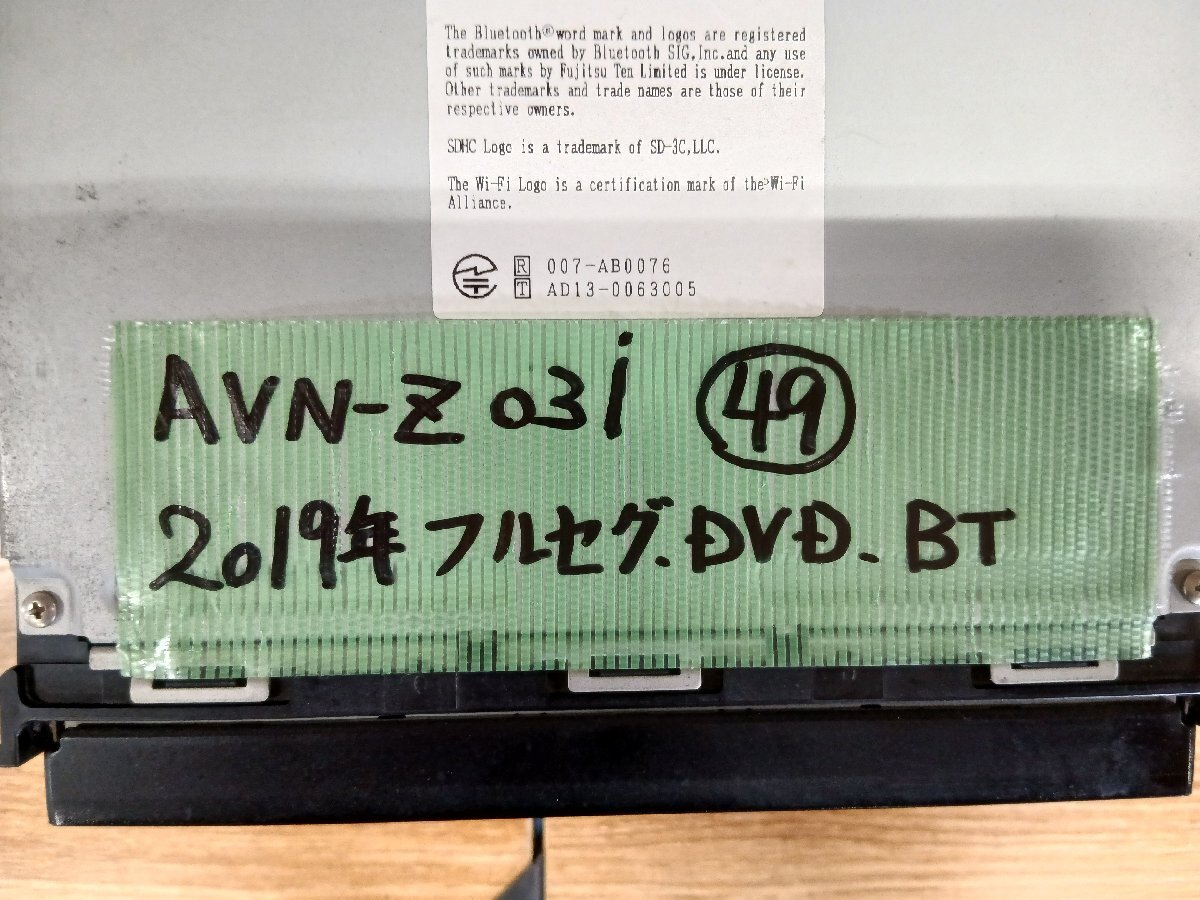 The Bluetooth® word mark and logos are registered
trademarks owned by Bluetooth SIG,Inc.and any use
of such marks by Fujitsu Ten Limited is under license.
Other trademarks and trade names are those of their
respective owners.
SDHC Logo is a trademark of SD-3C,LLC.
The Wi-Fi Logo is a certification mark of the Wi-Fi
Alliance.
R 007-AB0076
T AD13-0063005
AVN-Z03i 49
2019年 フルセグ.DVD.BT